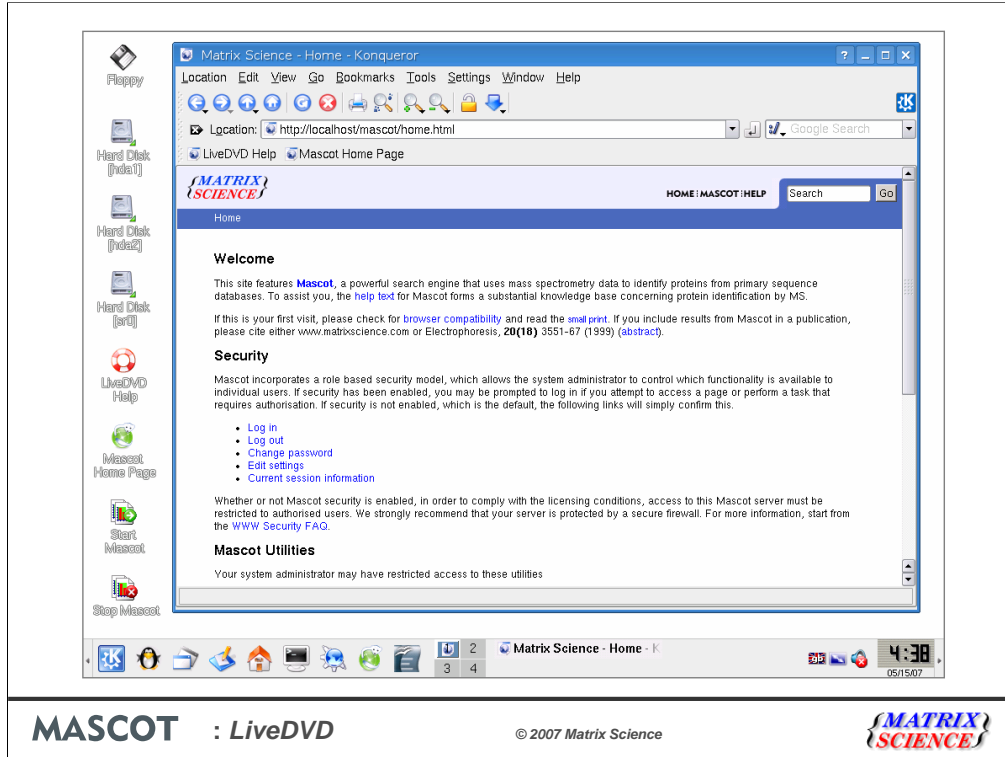 Floppy
Hard Disk
[hda1]
Hard Disk
[hda2]
Hard Disk
[sr0]
LiveDVD
Help
Mascot
Home Page
Start
Mascot
Stop Mascot
Matrix Science - Home - Konqueror
Location Edit View Go Bookmarks Tools Settings Window Help
Location: http://localhost/mascot/home.html
Google Search
LiveDVD Help Mascot Home Page
{MATRIX}
{SCIENCE}
HOME : MASCOT : HELP
Search Go
Home
Welcome
This site features Mascot, a powerful search engine that uses mass spectrometry data to identify proteins from primary sequence
databases. To assist you, the help text for Mascot forms a substantial knowledge base concerning protein identification by MS.
If this is your first visit, please check for browser compatibility and read the small print. If you include results from Mascot in a publication,
please cite either www.matrixscience.com or Electrophoresis, 20(18) 3551-67 (1999) (abstract).
Security
Mascot incorporates a role based security model, which allows the system administrator to control which functionality is available to
individual users. If security has been enabled, you may be prompted to log in if you attempt to access a page or perform a task that
requires authorisation. If security is not enabled, which is the default, the following links will simply confirm this.
• Log in
• Log out
• Change password
• Edit settings
• Current session information
Whether or not Mascot security is enabled, in order to comply with the licensing conditions, access to this Mascot server must be
restricted to authorised users. We strongly recommend that your server is protected by a secure firewall. For more information, start from
the WWW Security FAQ.
Mascot Utilities
Your system administrator may have restricted access to these utilities
2
3 4
Matrix Science - Home - K
4:38
05/15/07
MASCOT : LiveDVD
© 2007 Matrix Science
{MATRIX}
{SCIENCE}